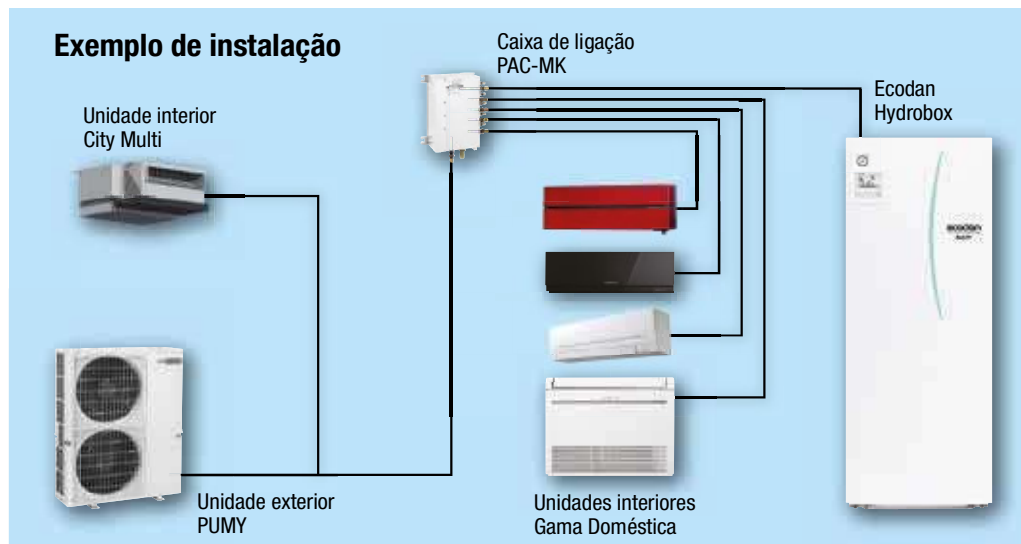 Exemplo de instalação
Caixa de ligação
PAC-MK
Unidade interior
City Multi
Ecodan
Hydrobox
ecodan
Unidade exterior
PUMY
Unidades interiores
Gama Doméstica